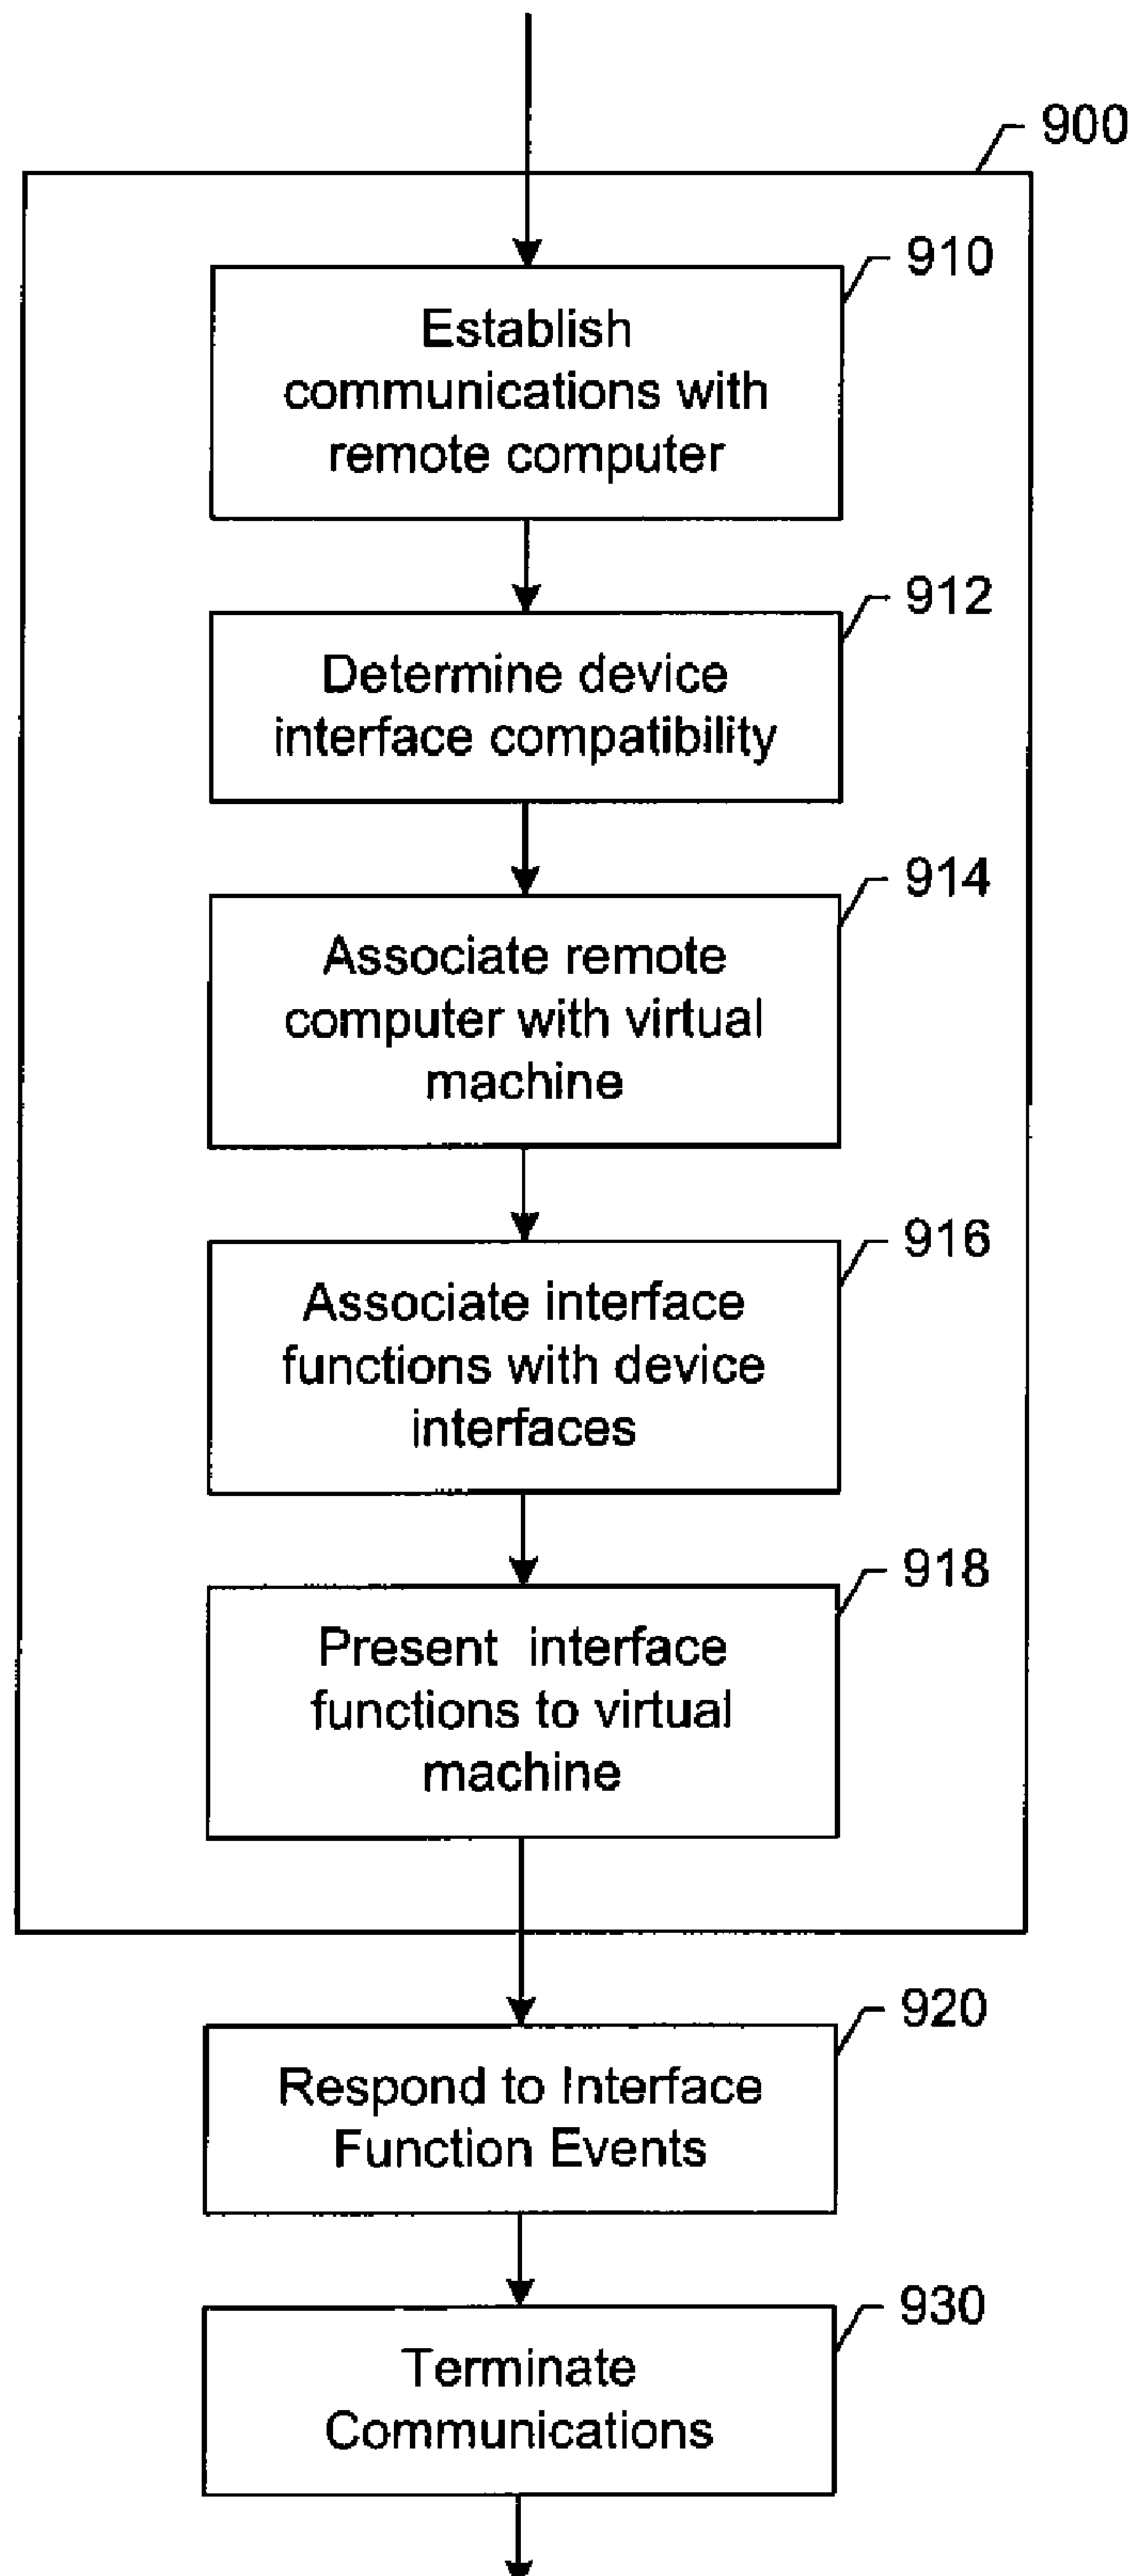 900
910
Establish
communications with
remote computer
912
Determine device
interface compatibility
914
Associate remote
computer with virtual
machine
916
Associate interface
functions with device
interfaces
918
Present interface
functions to virtual
machine
920
Respond to Interface
Function Events
930
Terminate
Communications